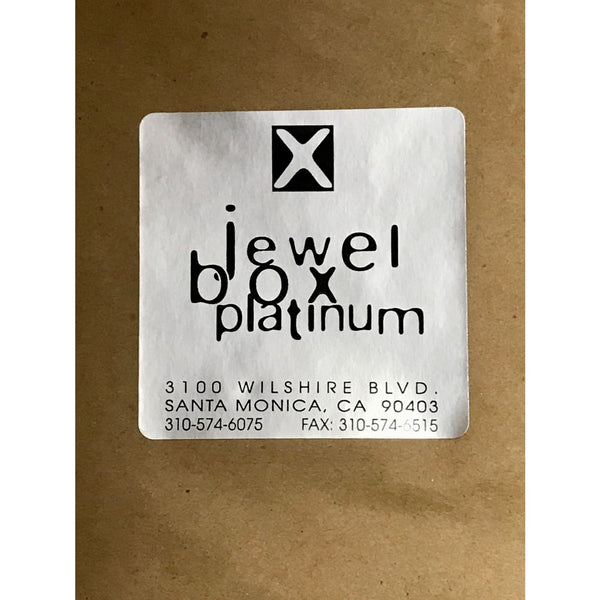 X
jewel
box
platinum
3100 WILSHIRE BLVD.
SANTA MONICA, CA 90403
310-574-6075 FAX: 310-574-6515